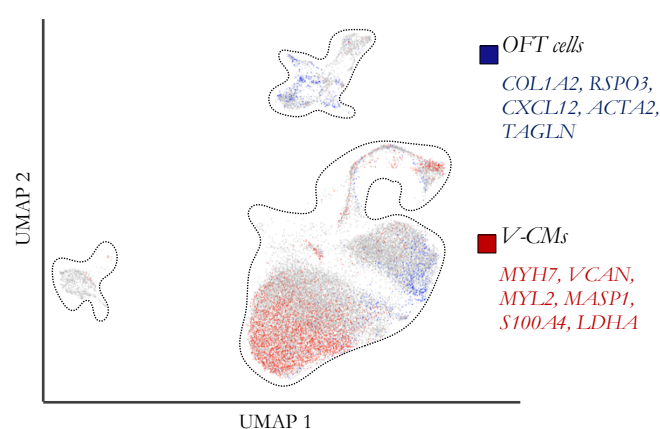 OFT cells
COL1A2, RSPO3,
CXCL12, ACTA2,
TAGLN
V-CMs
MYH7, VCAN,
MYL2, MASP1,
S100A4, LDHA
UMAP 2
UMAP 1